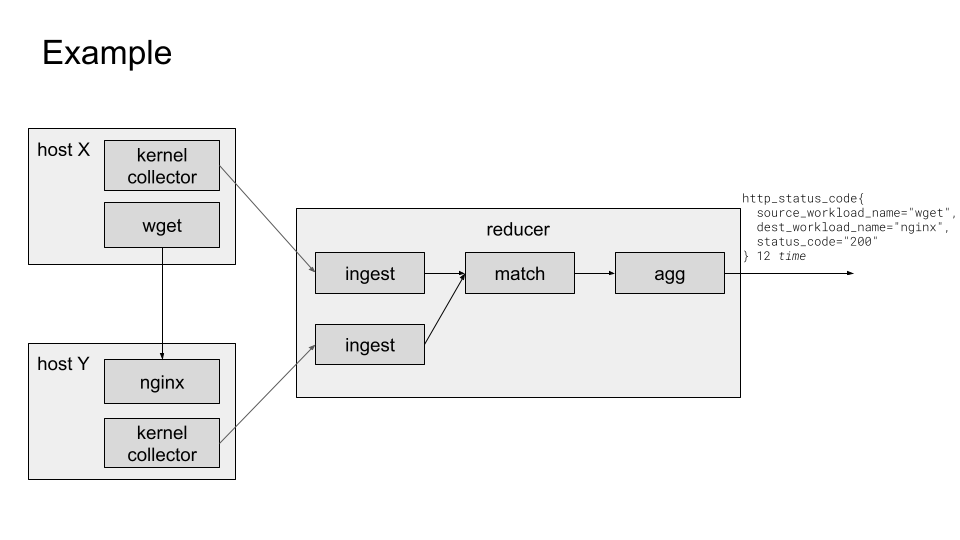 Example
host X
kernel
collector
wget
host Y
nginx
kernel
collector
reducer
ingest
match
agg
ingest
http_status_code{
  source_workload_name="wget",
  dest_workload_name="nginx",
  status_code="200"
} 12 time